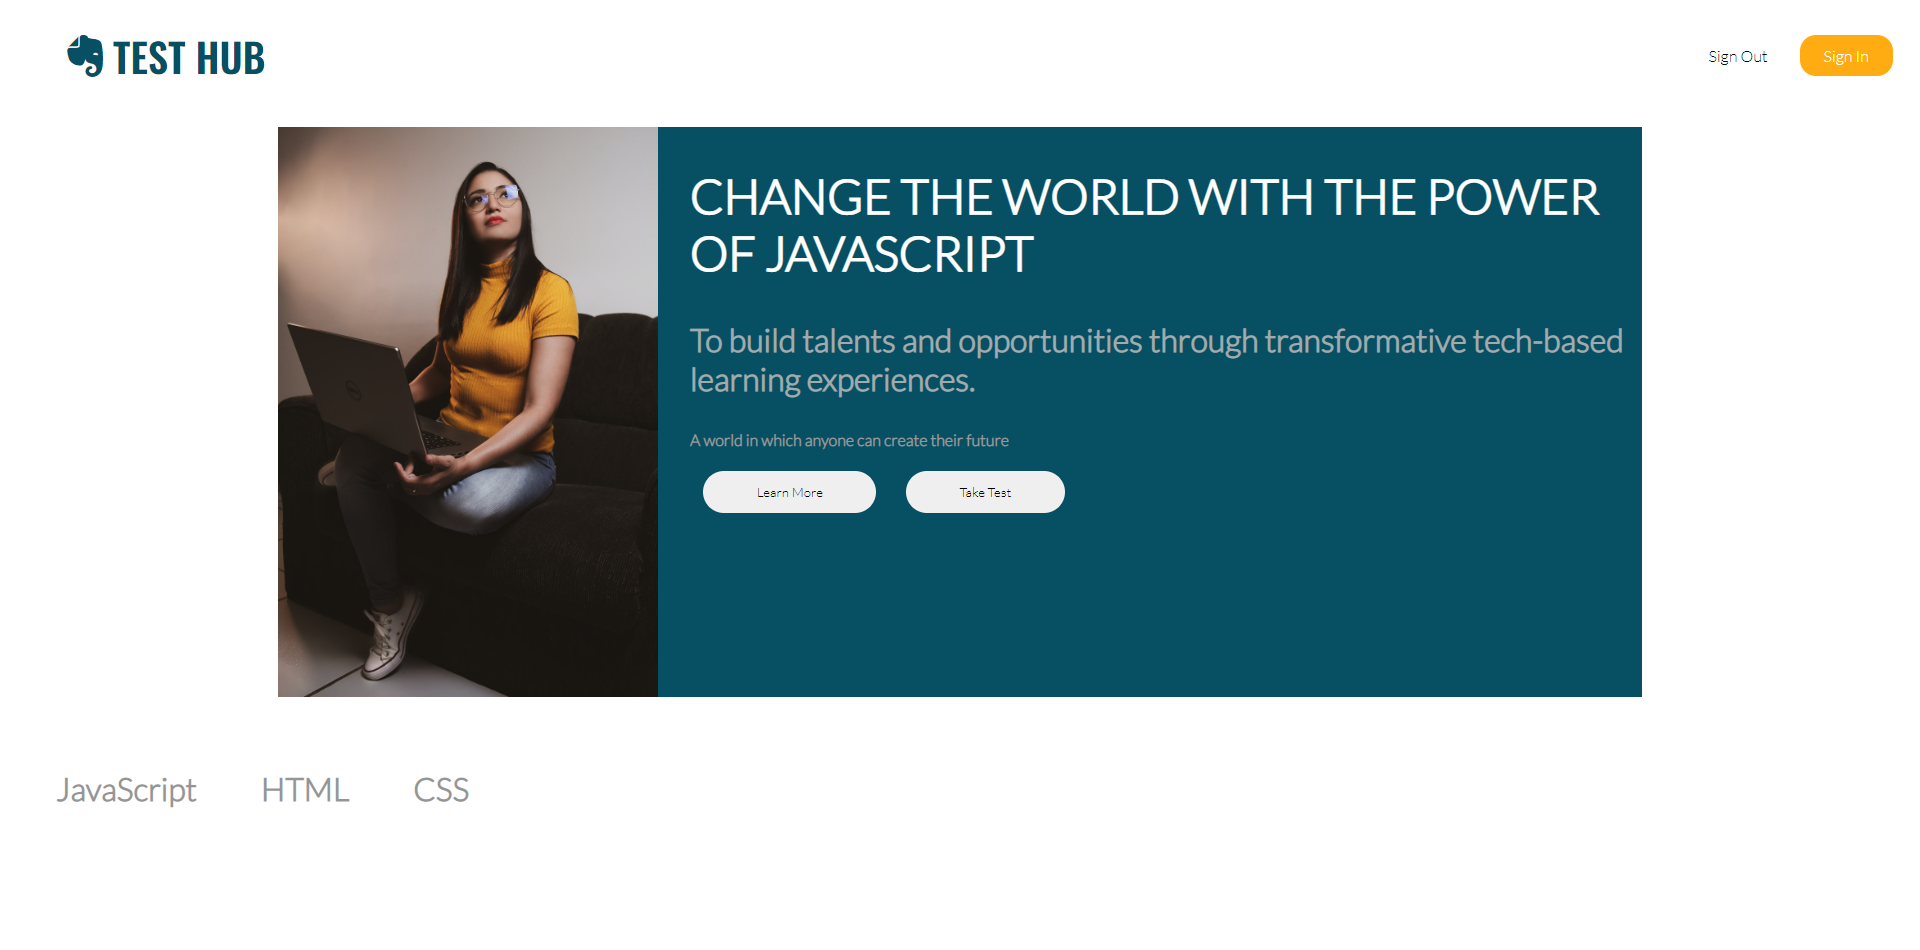 TEST HUB
Sign Out
Sign In
CHANGE THE WORLD WITH THE POWER
OF JAVASCRIPT
To build talents and opportunities through transformative tech-based
learning experiences.
A world in which anyone can create their future
Learn More
Take Test
JavaScript
HTML
CSS